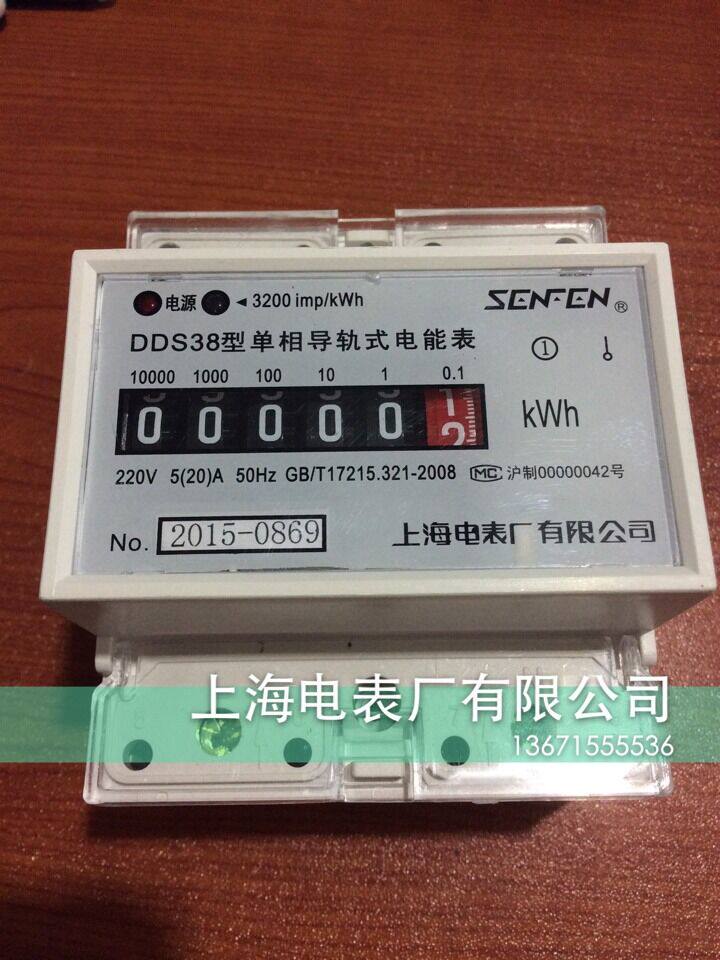 电源 ◄ 3200 imp/kWh SENFEN®
DDS38型单相导轨式电能表 ①
10000 1000 100 10 1 0.1
0 0 0 0 0 1 2 kWh
220V 5(20)A 50Hz GB/T17215.321-2008 MC 沪制00000042号
No. 2015-0869 上海电表厂有限公司
上海电表厂有限公司
13671555536